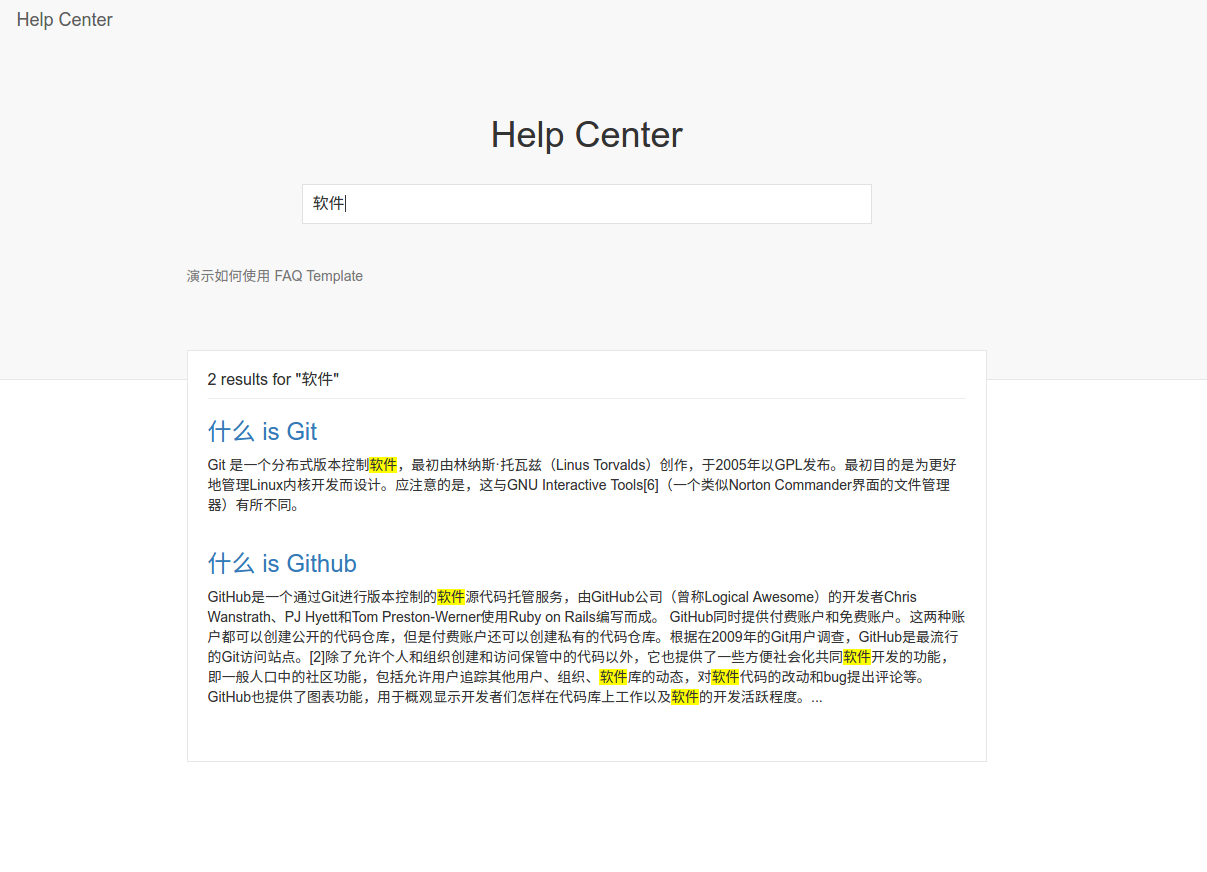 Help Center
Help Center
软件
演示如何使用 FAQ Template
2 results for "软件"
什么 is Git
Git 是一个分布式版本控制软件，最初由林纳斯·托瓦兹（Linus Torvalds）创作，于2005年以GPL发布。最初目的是为更好
地管理Linux内核开发而设计。应注意的是，这与GNU Interactive Tools[6]（一个类似Norton Commander界面的文件管理
器）有所不同。
什么 is Github
GitHub是一个通过Git进行版本控制的软件源代码托管服务，由GitHub公司（曾称Logical Awesome）的开发者Chris
Wanstrath、PJ Hyett和Tom Preston-Werner使用Ruby on Rails编写而成。 GitHub同时提供付费账户和免费账户。这两种账
户都可以创建公开的代码仓库，但是付费账户还可以创建私有的代码仓库。根据在2009年的Git用户调查，GitHub是最流行
的Git访问站点。[2]除了允许个人和组织创建和访问保管中的代码以外，它也提供了一些方便社会化共同软件开发的功能，
即一般人口中的社区功能，包括允许用户追踪其他用户、组织、软件库的动态，对软件代码的改动和bug提出评论等。
GitHub也提供了图表功能，用于概观显示开发者们怎样在代码库上工作以及软件的开发活跃程度。...